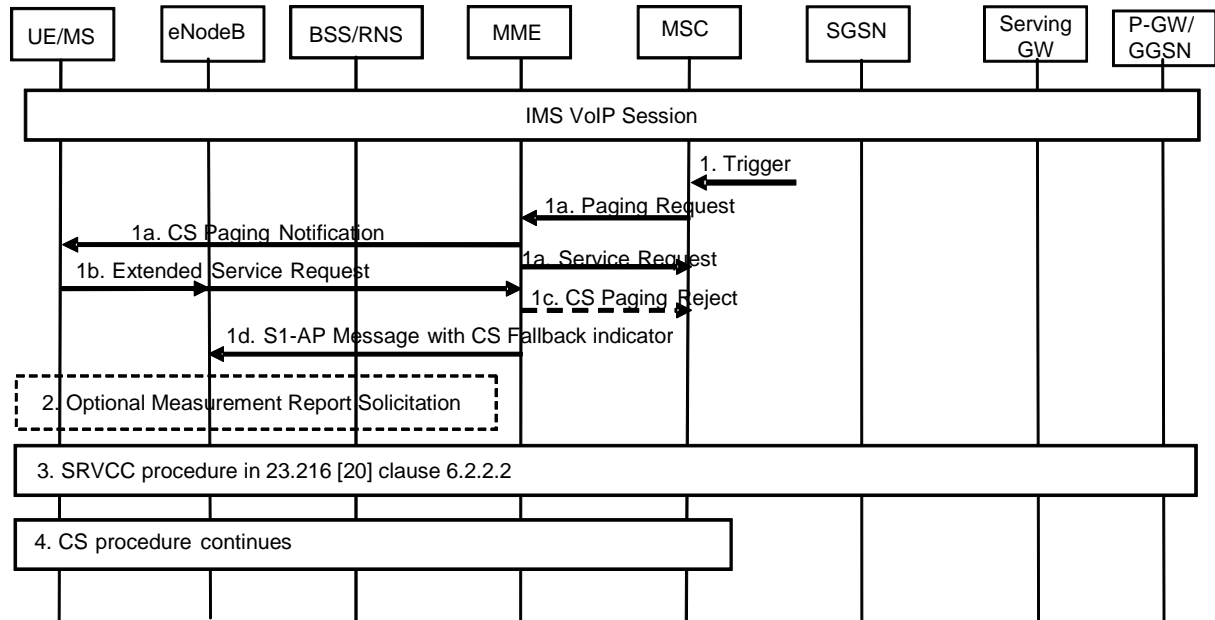 UE/MS
eNodeB
BSS/RNS
MME
MSC
SGSN
Serving
GW
P-GW/
GGSN
IMS VoIP Session
1. Trigger
1a. Paging Request
1a. CS Paging Notification
1a. Service Request
1b. Extended Service Request
1c. CS Paging Reject
1d. S1-AP Message with CS Fallback indicator
2. Optional Measurement Report Solicitation
3. SRVCC procedure in 23.216 [20] clause 6.2.2.2
4. CS procedure continues